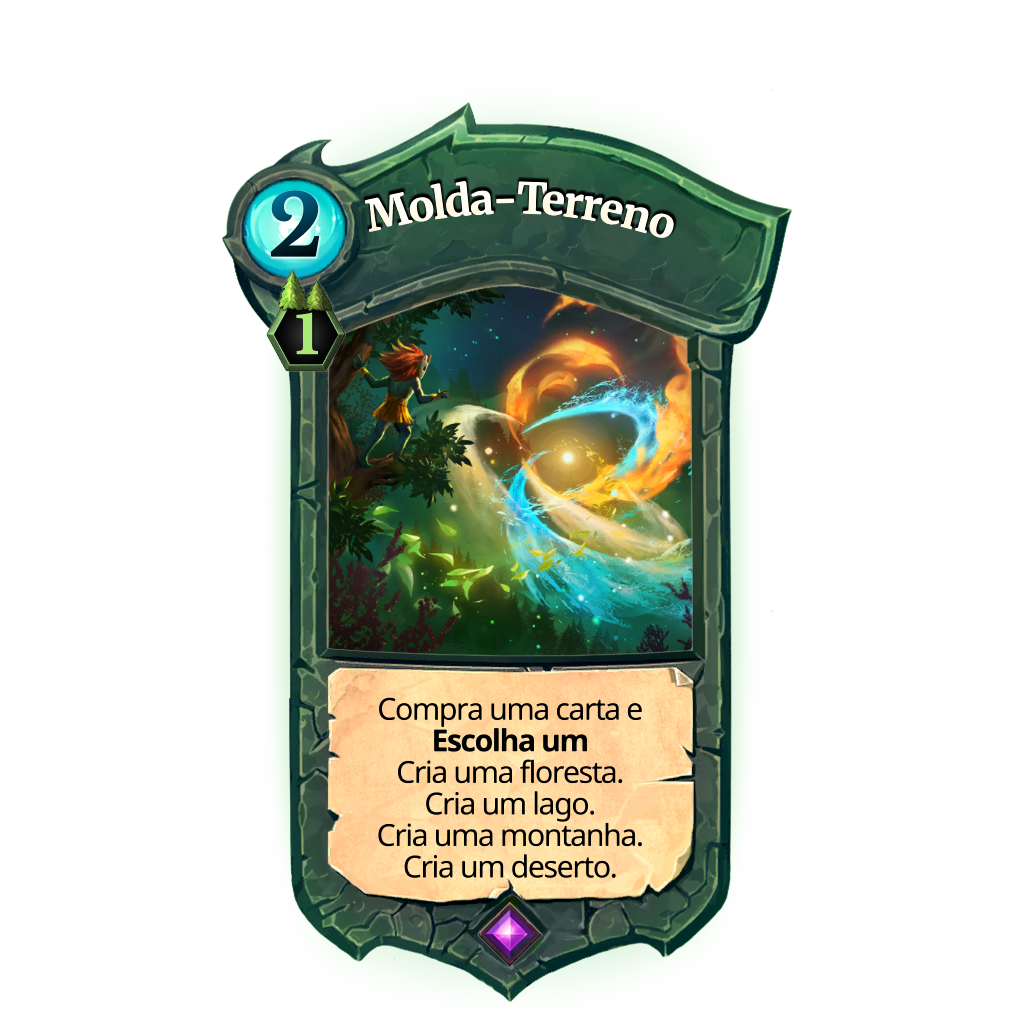 2
Molda-Terreno
1
Compra uma carta e
Escolha um
Cria uma floresta.
Cria um lago.
Cria uma montanha.
Cria um deserto.